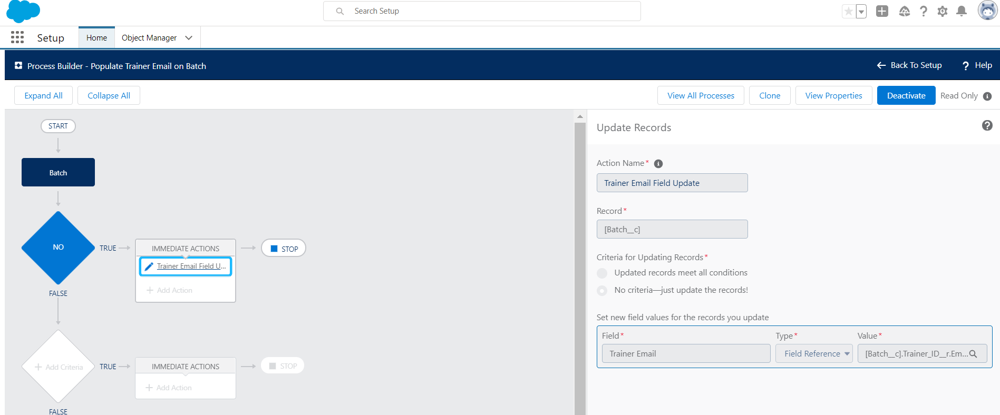 Search Setup
Setup
Home
Object Manager
Process Builder - Populate Trainer Email on Batch
Back To Setup
? Help
Expand All
Collapse All
View All Processes
Clone
View Properties
Deactivate
Read Only
START
Batch
NO
TRUE
IMMEDIATE ACTIONS
STOP
Trainer Email Field U...
+ Add Action
FALSE
+ Add Criteria
TRUE
IMMEDIATE ACTIONS
STOP
+ Add Action
FALSE
Update Records
Action Name*
Trainer Email Field Update
Record*
[Batch__c]
Criteria for Updating Records*
Updated records meet all conditions
No criteria—just update the records!
Set new field values for the records you update
Field*
Type*
Value*
Trainer Email
Field Reference
[Batch__c].Trainer_ID__r.Em...